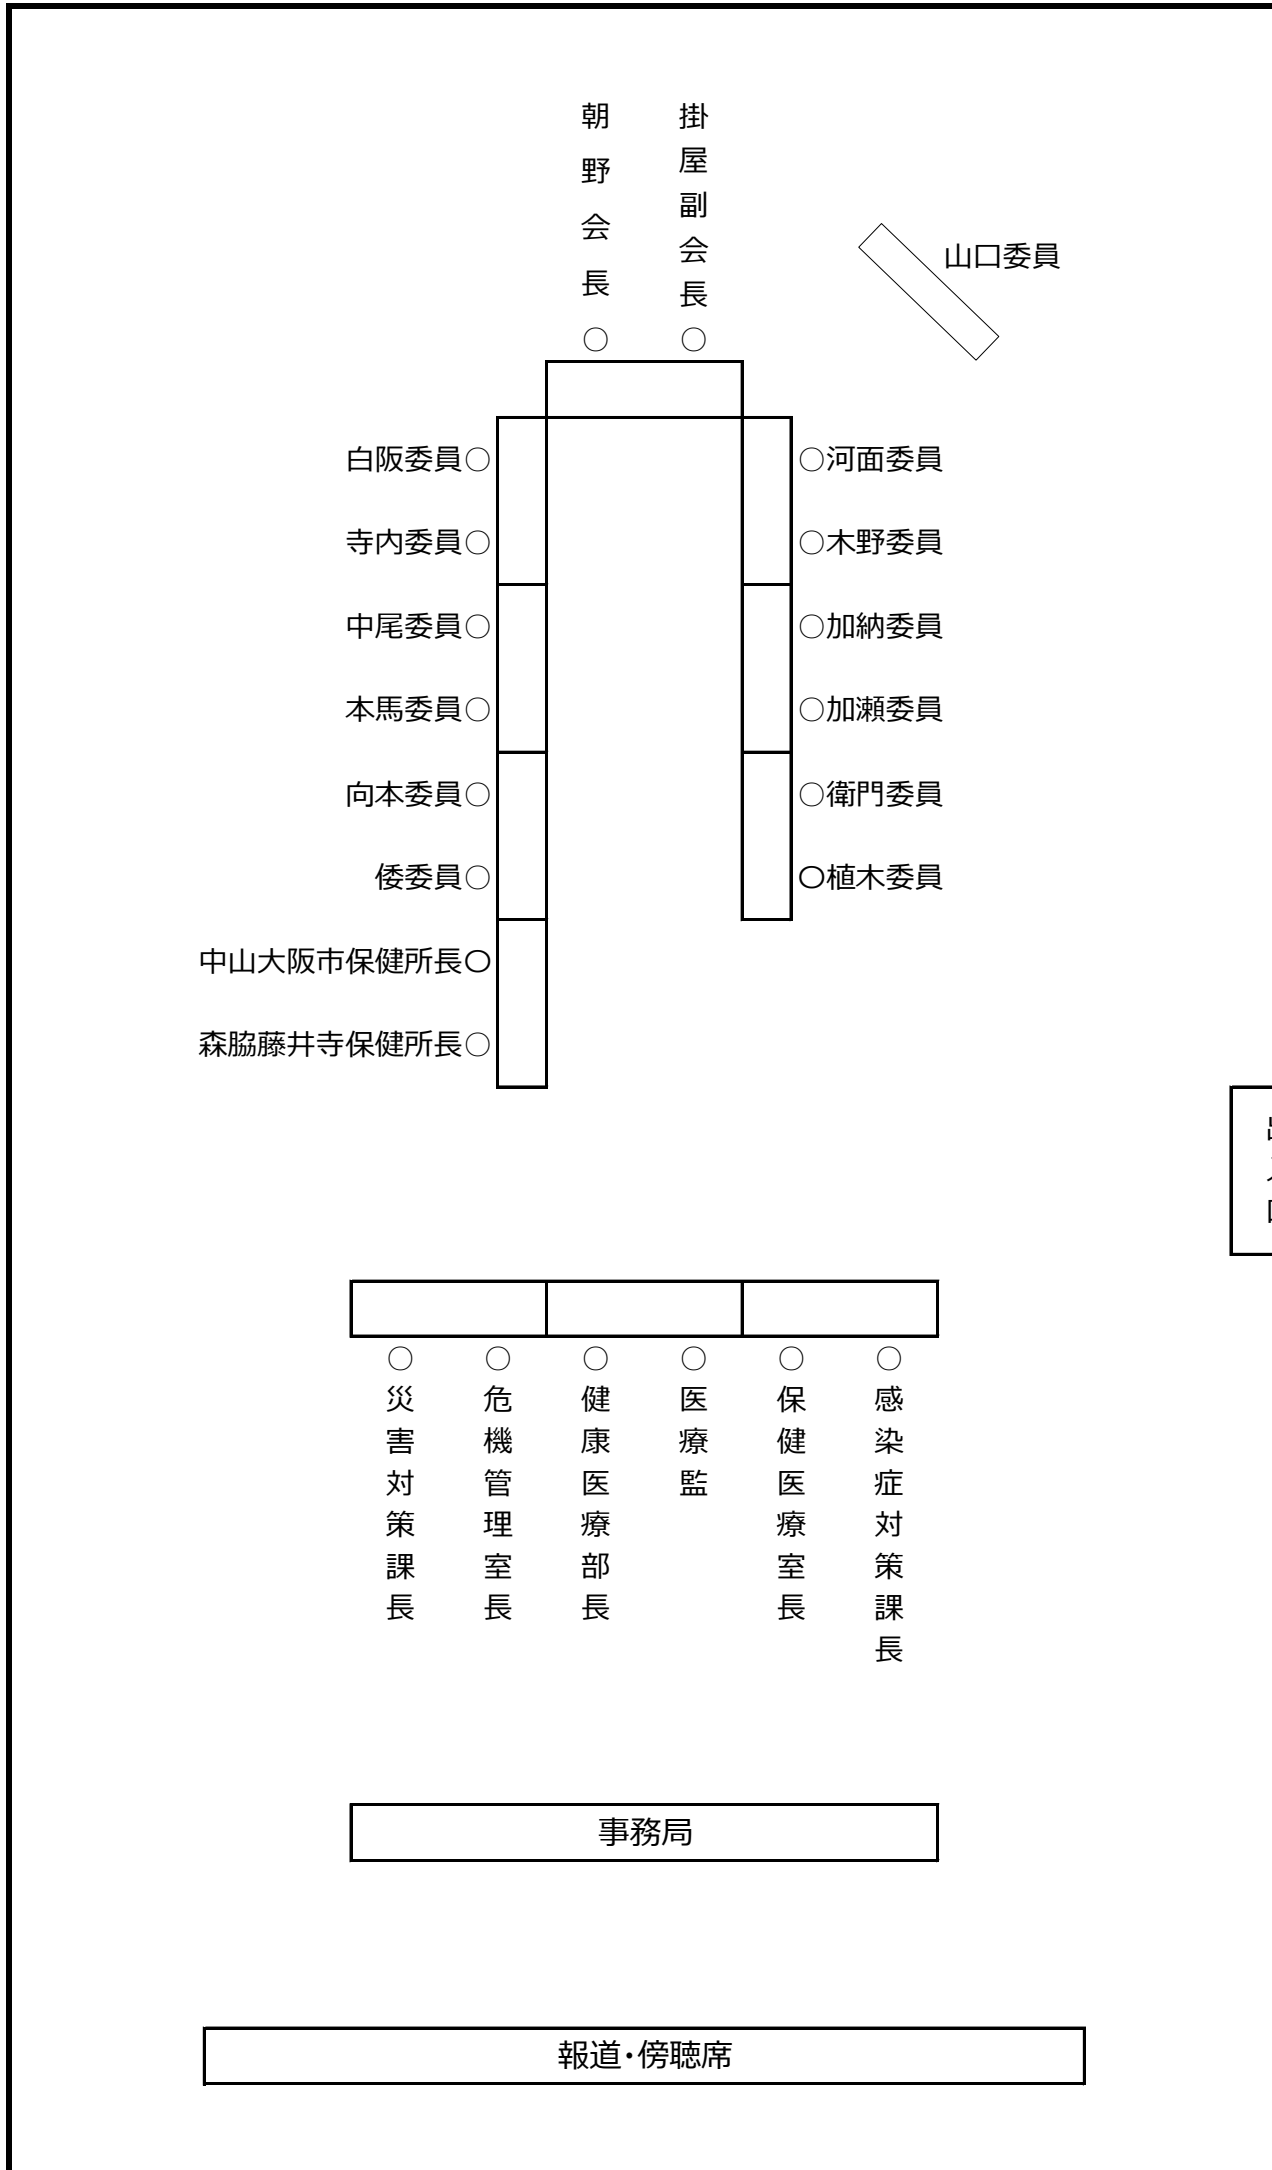 朝野会長○
掛屋副会長○
山口委員
白阪委員○
○河面委員
寺内委員○
○木野委員
中尾委員○
○加納委員
本馬委員○
○加瀬委員
向本委員○
○衛門委員
倭委員○
○植木委員
中山大阪市保健所長○
森脇藤井寺保健所長○
○災害対策課長
○危機管理室長
○健康医療部長
○医療監
○保健医療室長
○感染症対策課長
事務局
報道・傍聴席